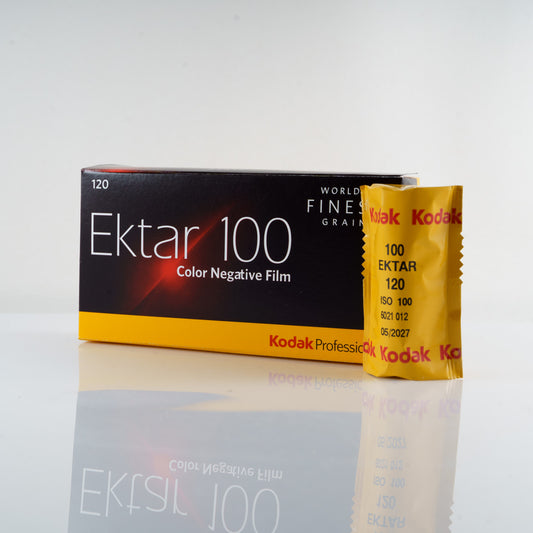 120
WORLD
FINES
GRAIN
Ektar 100
Color Negative Film
Kodak Professio
Kodak Kodak
100
EKTAR
120
ISO 100
6021 012
05/2027
Kodak Kodak K